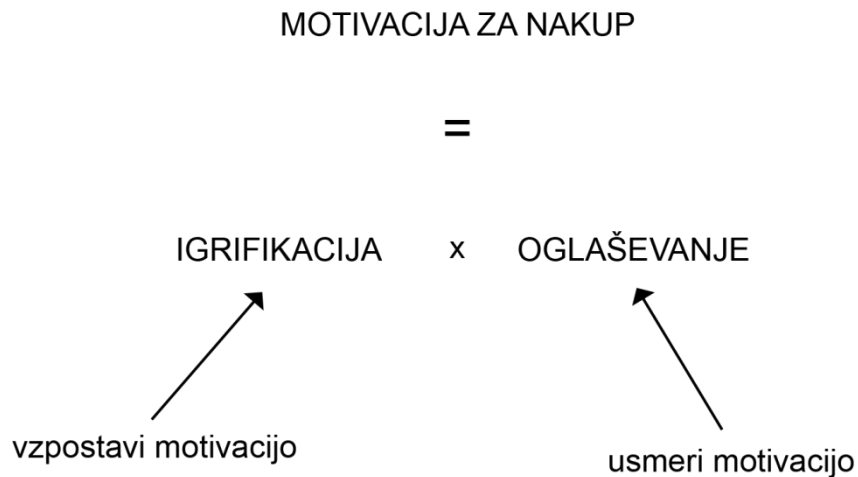 MOTIVACIJA ZA NAKUP
=
IGRIFIKACIJA x OGLAŠEVANJE
vzpostavi motivacijo
usmeri motivacijo